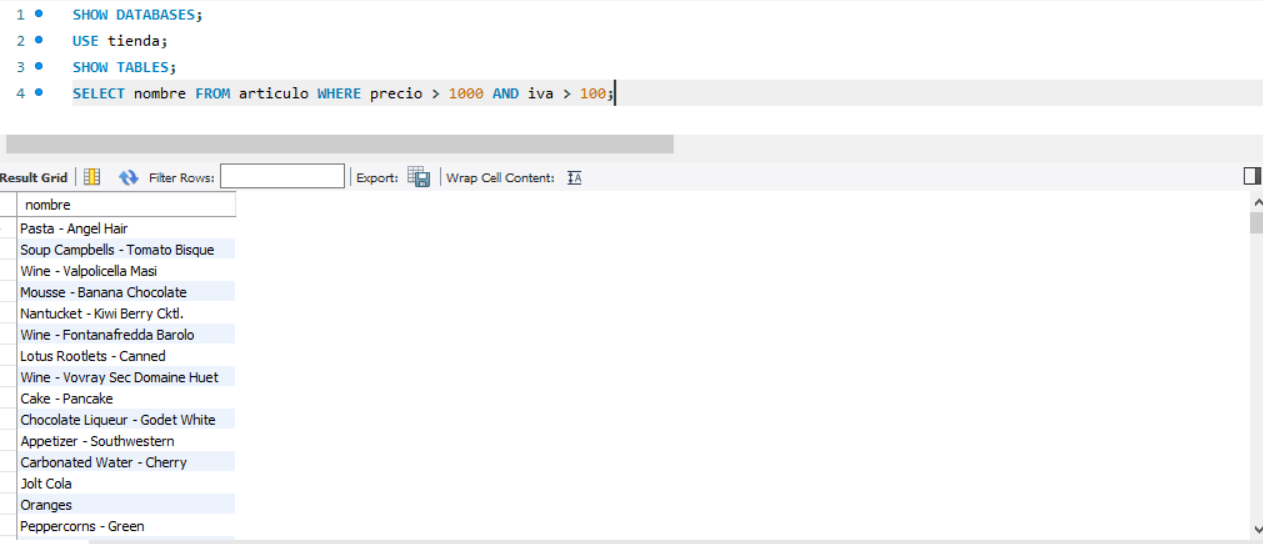 1 SHOW DATABASES;
2 USE tienda;
3 SHOW TABLES;
4 SELECT nombre FROM articulo WHERE precio > 1000 AND iva > 100;
Result Grid Filter Rows: Export: Wrap Cell Content: IA
nombre
Pasta - Angel Hair
Soup Campbells - Tomato Bisque
Wine - Valpolicella Masi
Mousse - Banana Chocolate
Nantucket - Kiwi Berry Cktl.
Wine - Fontanafredda Barolo
Lotus Rootlets - Canned
Wine - Vovray Sec Domaine Huet
Cake - Pancake
Chocolate Liqueur - Godet White
Appetizer - Southwestern
Carbonated Water - Cherry
Jolt Cola
Oranges
Peppercorns - Green